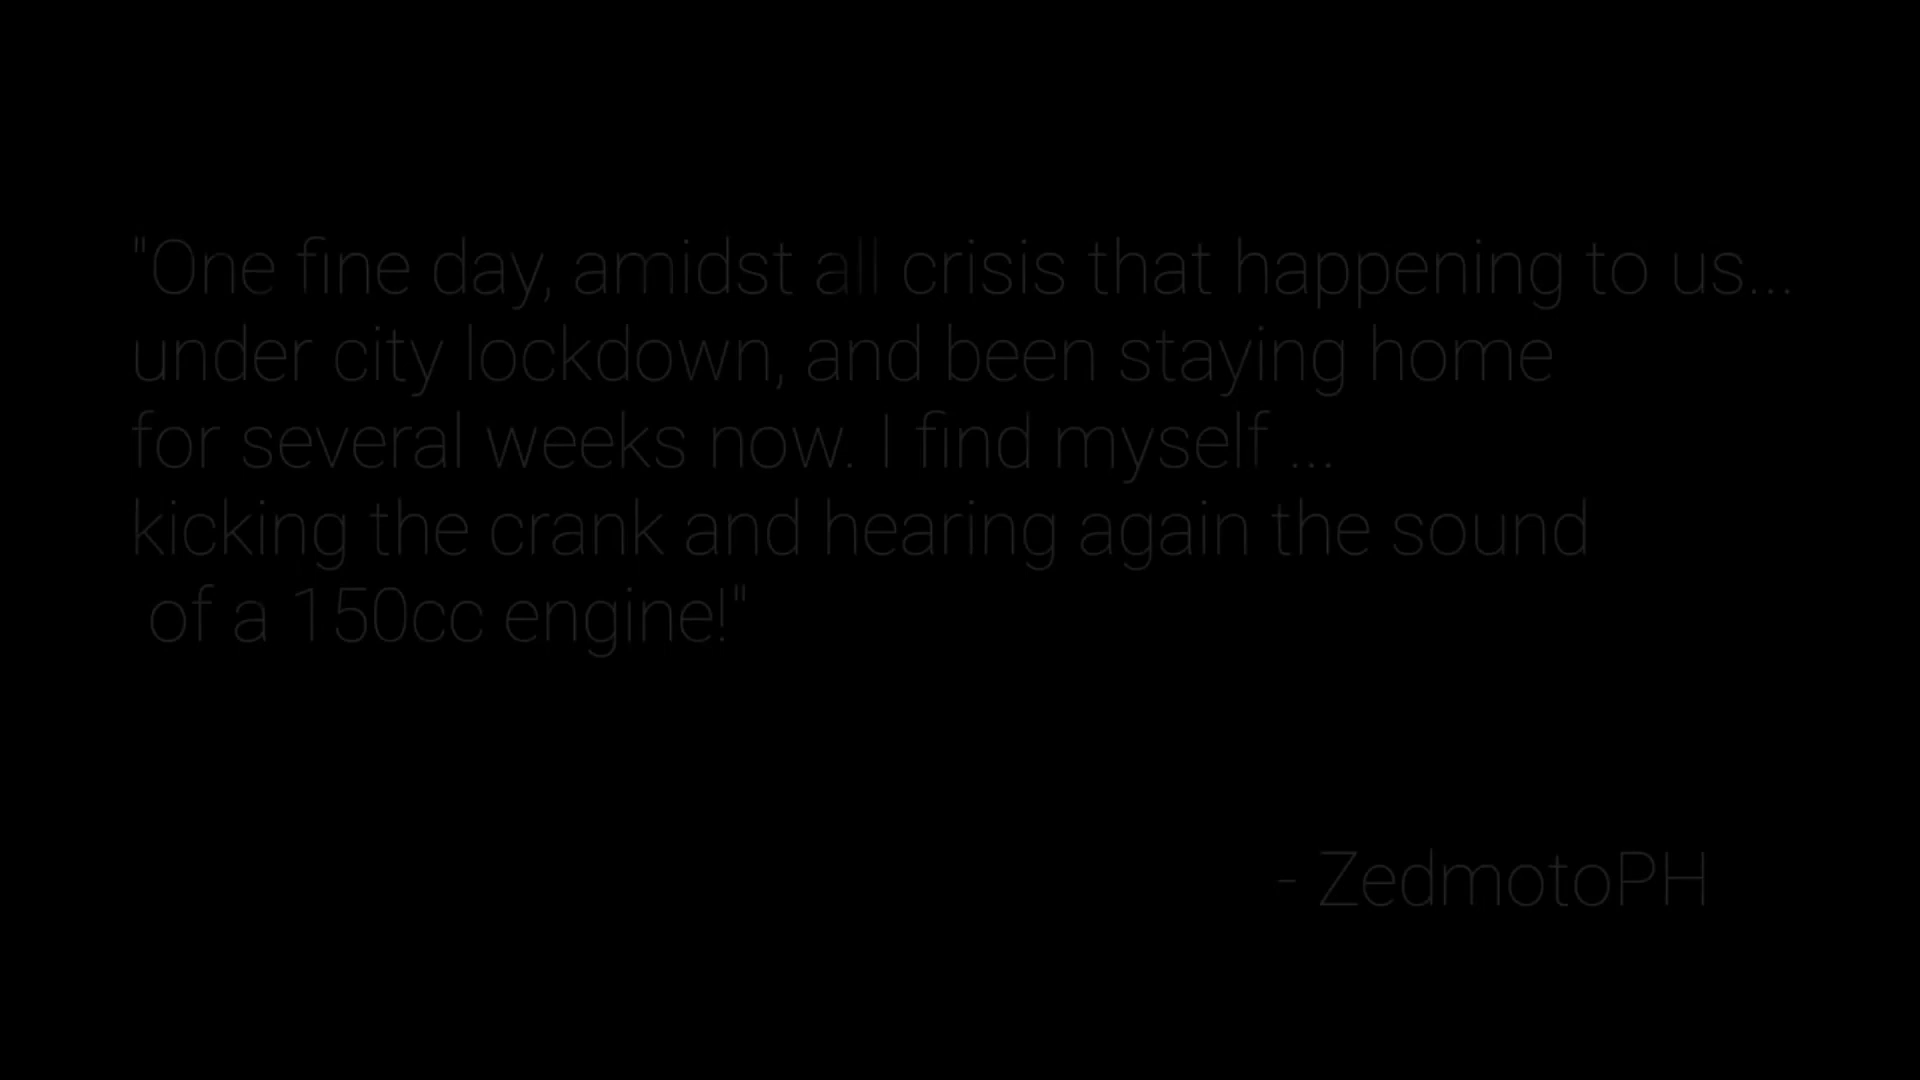 "One fine day, amidst all crisis that happening to us...
under city lockdown, and been staying home
for several weeks now. I find myself ...
kicking the crank and hearing again the sound
of a 150cc engine!"
- ZedmotoPH